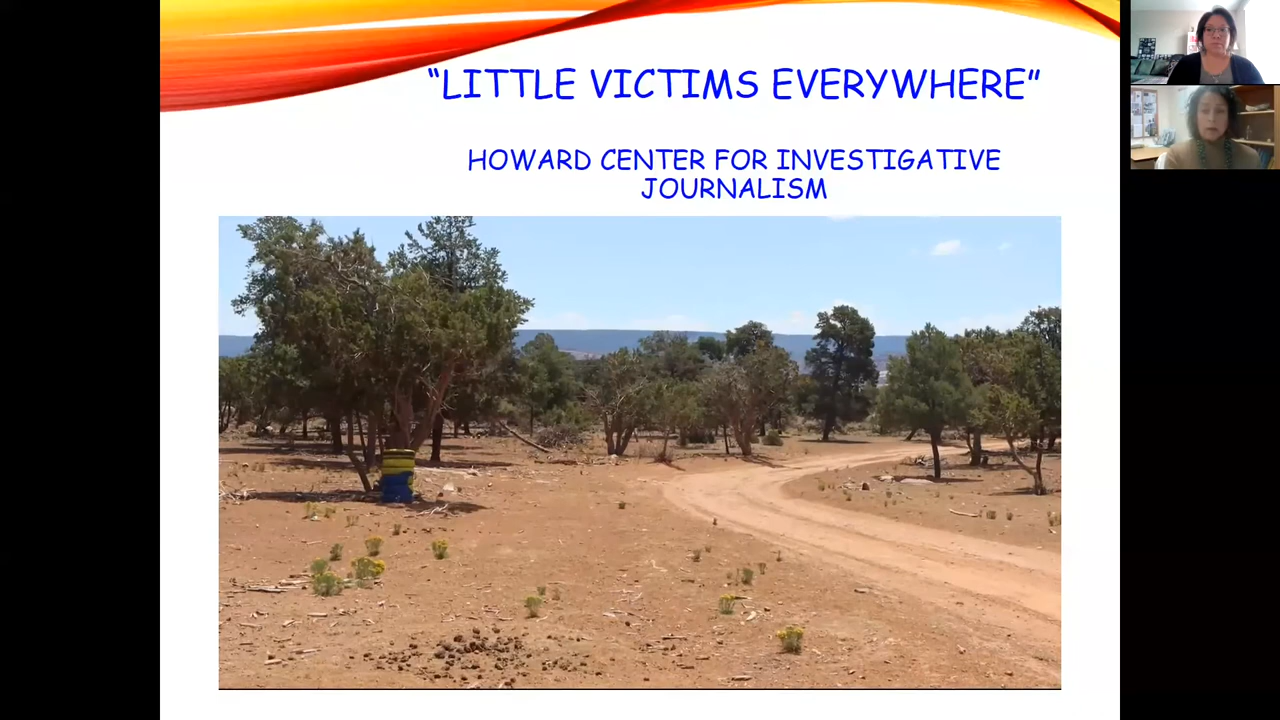 “LITTLE VICTIMS EVERYWHERE”
HOWARD CENTER FOR INVESTIGATIVE
JOURNALISM